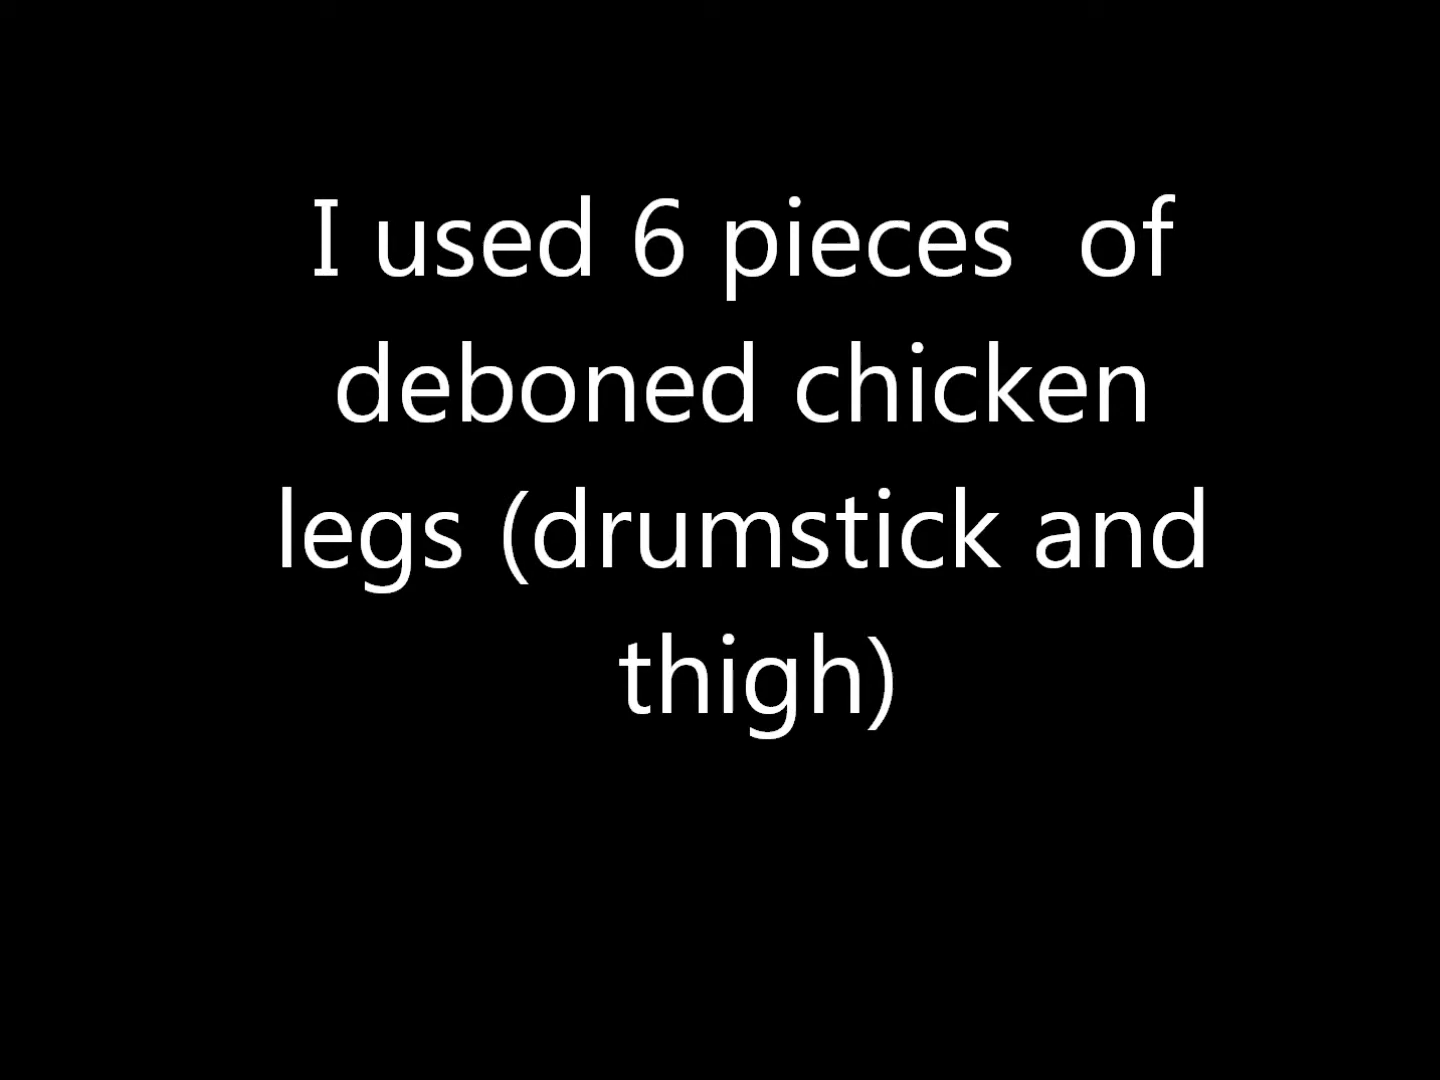 I used 6 pieces  of
deboned chicken
legs (drumstick and
thigh)